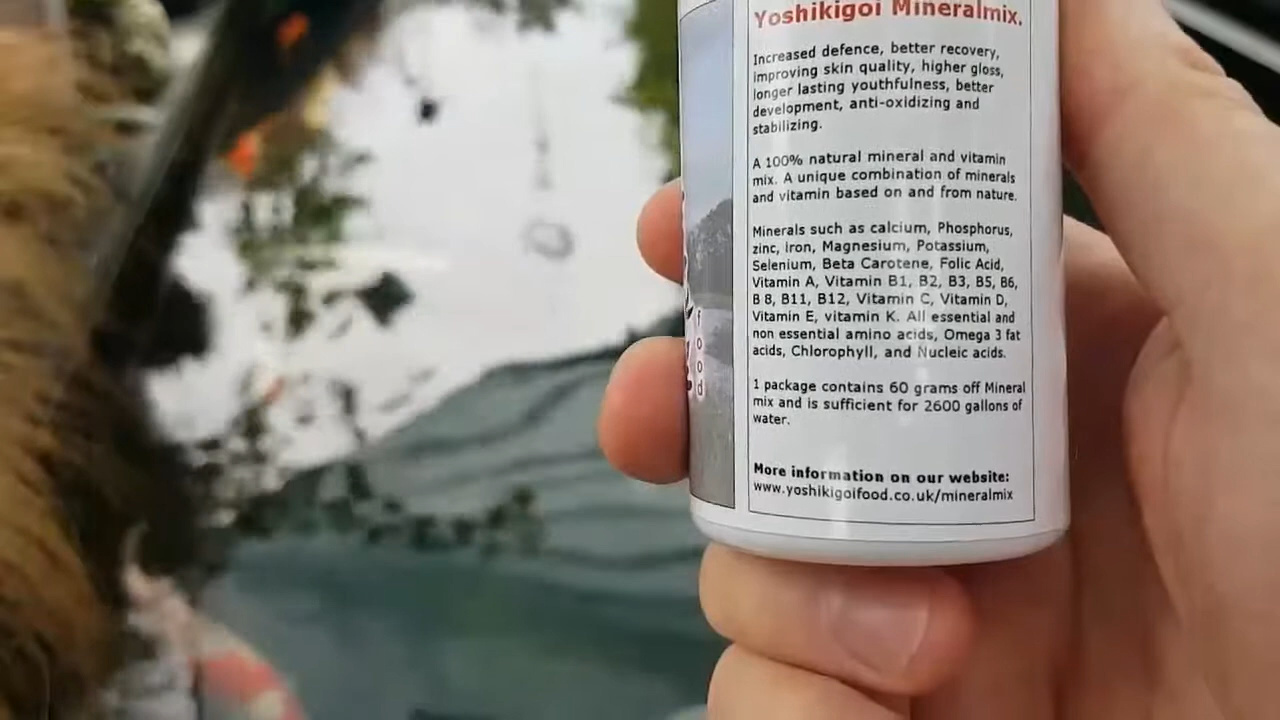 Yoshikigoi Mineralmix.
Increased defence, better recovery,
improving skin quality, higher gloss,
longer lasting youthfulness, better
development, anti-oxidizing and
stabilizing.
A 100% natural mineral and vitamin
mix. A unique combination of minerals
and vitamin based on and from nature.
Minerals such as calcium, Phosphorus,
zinc, Iron, Magnesium, Potassium,
Selenium, Beta Carotene, Folic Acid,
Vitamin A, Vitamin B1, B2, B3, B5, B6,
B 8, B11, B12, Vitamin C, Vitamin D,
Vitamin E, vitamin K. All essential and
non essential amino acids, Omega 3 fat
acids, Chlorophyll, and Nucleic acids.
1 package contains 60 grams off Mineral
mix and is sufficient for 2600 gallons of
water.
More information on our website:
www.yoshikigoifood.co.uk/mineralmix
food